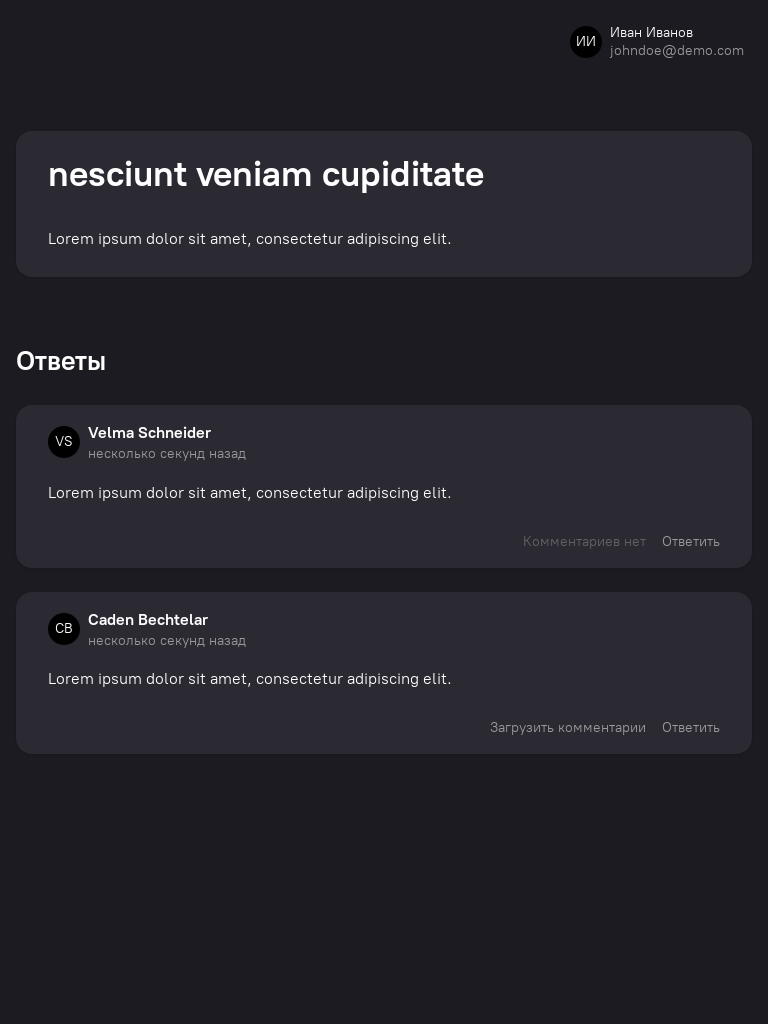 ИИ
Иван Иванов
johndoe@demo.com
nesciunt veniam cupiditate
Lorem ipsum dolor sit amet, consectetur adipiscing elit.
Ответы
VS
Velma Schneider
несколько секунд назад
Lorem ipsum dolor sit amet, consectetur adipiscing elit.
Комментариев нет Ответить
CB
Caden Bechtelar
несколько секунд назад
Lorem ipsum dolor sit amet, consectetur adipiscing elit.
Загрузить комментарии Ответить